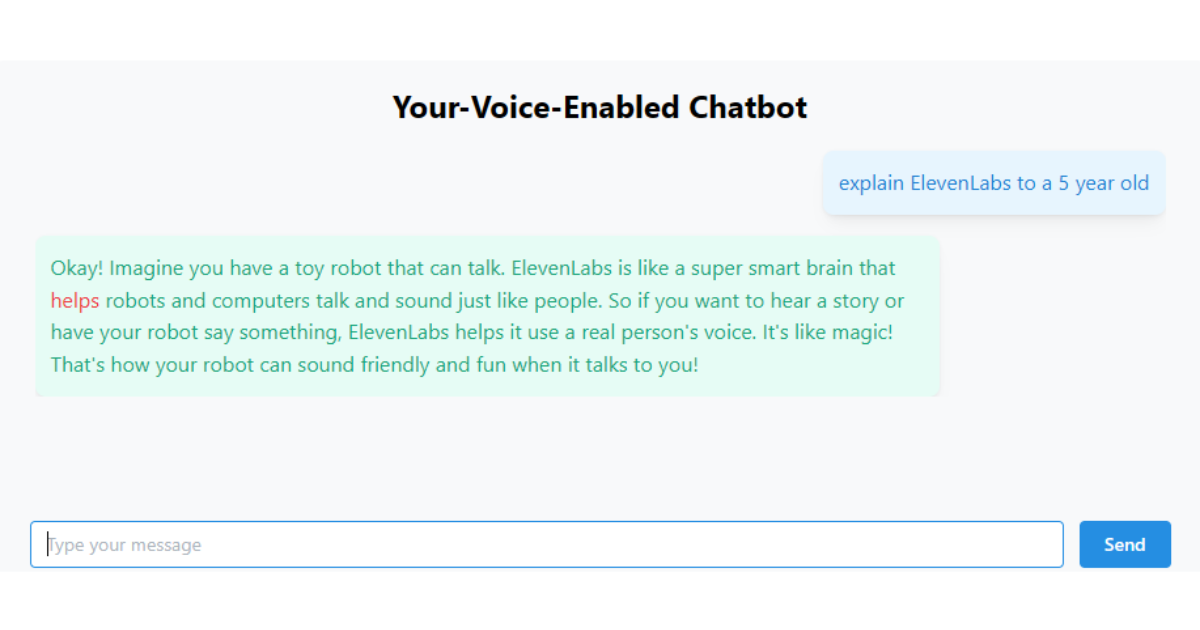 Your-Voice-Enabled Chatbot
explain ElevenLabs to a 5 year old
Okay! Imagine you have a toy robot that can talk. ElevenLabs is like a super smart brain that
helps robots and computers talk and sound just like people. So if you want to hear a story or
have your robot say something, ElevenLabs helps it use a real person's voice. It's like magic!
That's how your robot can sound friendly and fun when it talks to you!
Type your message
Send